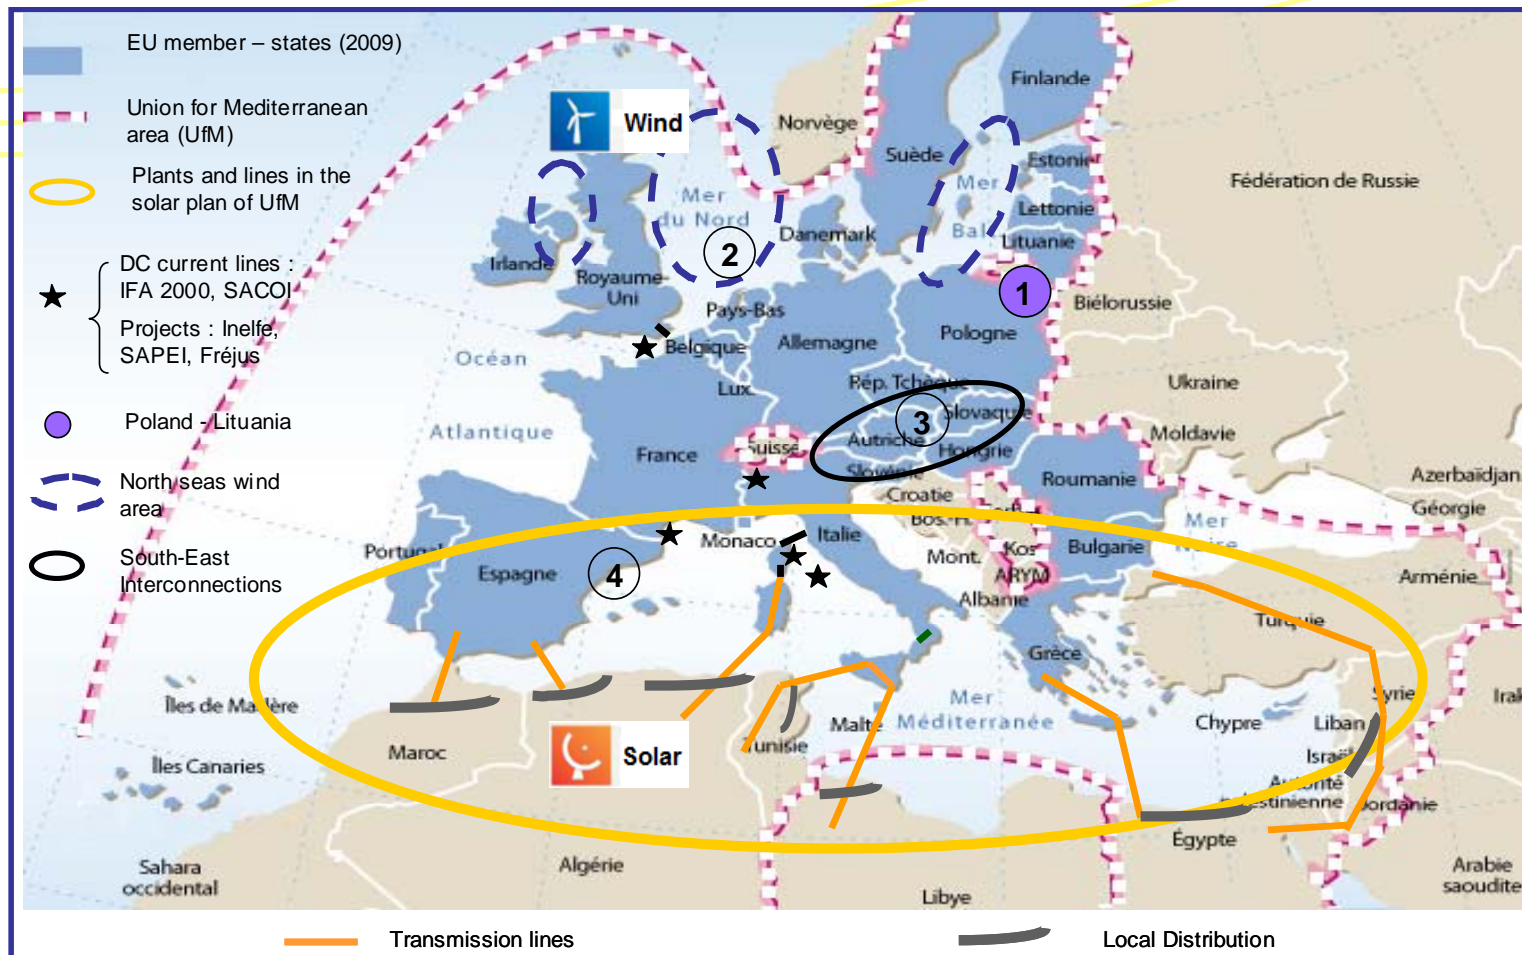 EU member – states (2009)
Union for Mediterranean
area (UfM)
Plants and lines in the
solar plan of UfM
DC current lines :
IFA 2000, SACOI
Projects : Inelfe,
SAPEI, Fréjus
Poland - Lituania
North seas wind
area
South-East
Interconnections
Wind
Solar
Finlande
Norvège
Suède
Estonie
Fédération de Russie
Mer
du Nord
Mer
Bal
Lettonie
Danemark
Lituanie
2
1
Irlande
Royaume-
Uni
Biélorussie
Pays-Bas
Pologne
Belgique
Allemagne
Océan
Atlantique
Lux.
Rép. Tcheque
Ukraine
3
Slovaquie
Autriche
Hongrie
Moldavie
France
Suisse
Slovénie
Roumanie
Azerbaïdjan
Géorgie
Croatie
Bos.-H.
Mer
Noire
Portugal
Monaco
Italie
Mont.
Kos
Bulgarie
Espagne
4
ARYM
Arménie
Albanie
Turquie
Grèce
Îles de Madère
Mer
Méditerranée
Malte
Chypre
Syrie
Irak
Liban
Maroc
Tunisie
Israël
Îles Canaries
Autorité
estinienne
Jordanie
Égypte
Sahara
occidental
Algérie
Libye
Arabie
saoudite
Transmission lines
Local Distribution